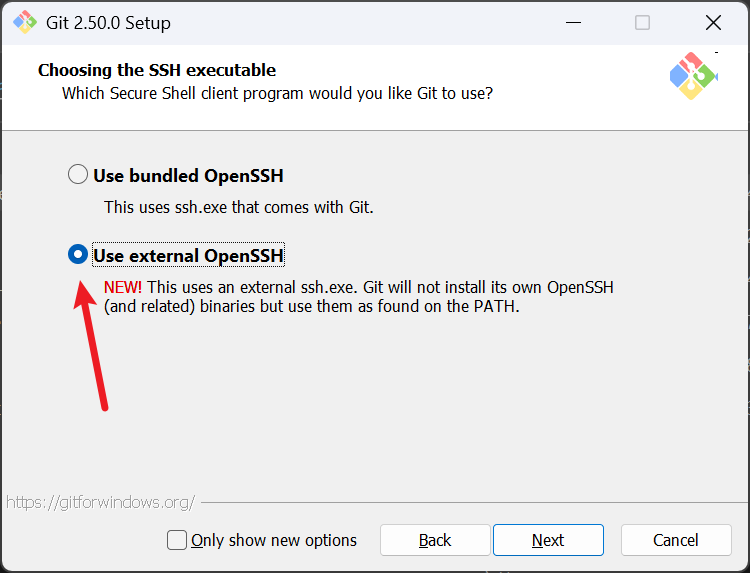 Git 2.50.0 Setup
Choosing the SSH executable
Which Secure Shell client program would you like Git to use?
Use bundled OpenSSH
This uses ssh.exe that comes with Git.
Use external OpenSSH
NEW! This uses an external ssh.exe. Git will not install its own OpenSSH
(and related) binaries but use them as found on the PATH.
https://gitforwindows.org/
Only show new options
Back
Next
Cancel